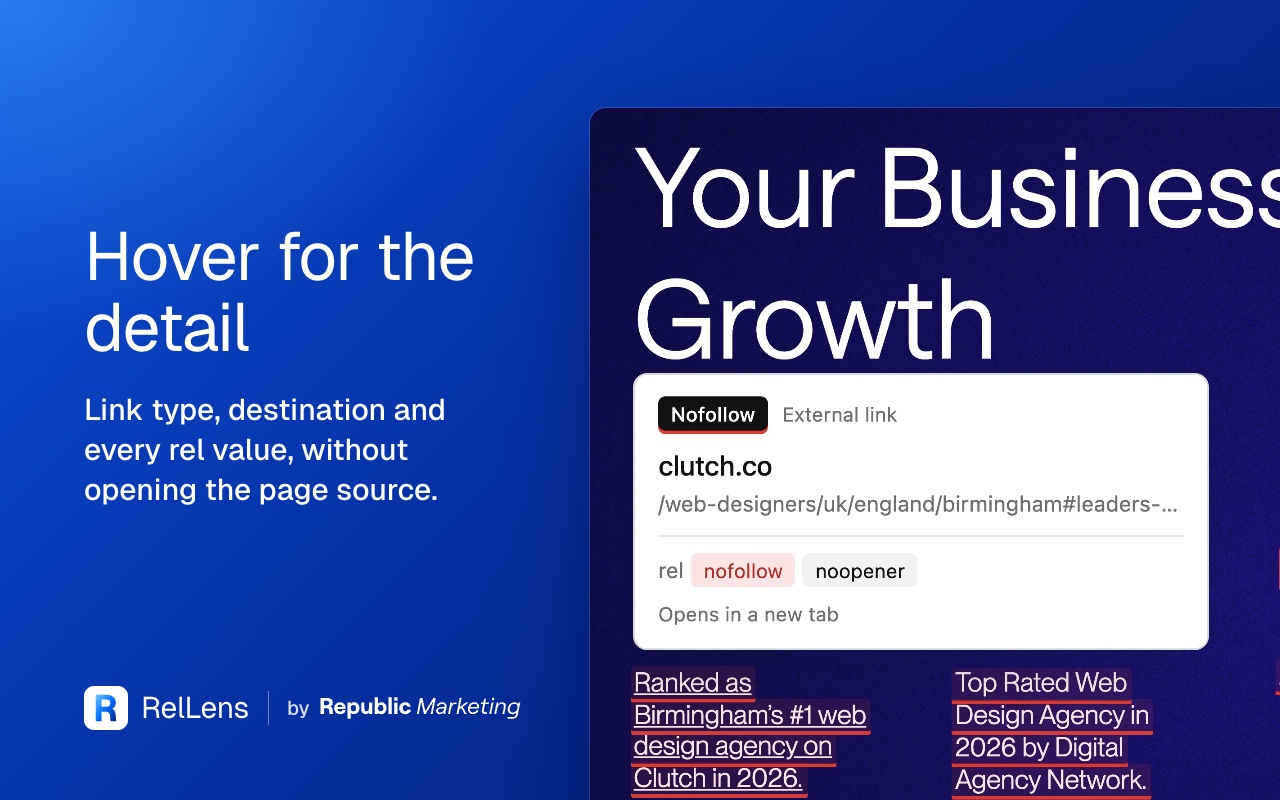 Hover for the
detail
Link type, destination and
every rel value, without
opening the page source.
RelLens
by Republic Marketing
Your Business
Growth
Nofollow External link
clutch.co
/web-designers/uk/england/birmingham#leaders-...
rel nofollow noopener
Opens in a new tab
Ranked as
Birmingham's #1 web
design agency on
Clutch in 2026.
Top Rated Web
Design Agency in
2026 by Digital
Agency Network.